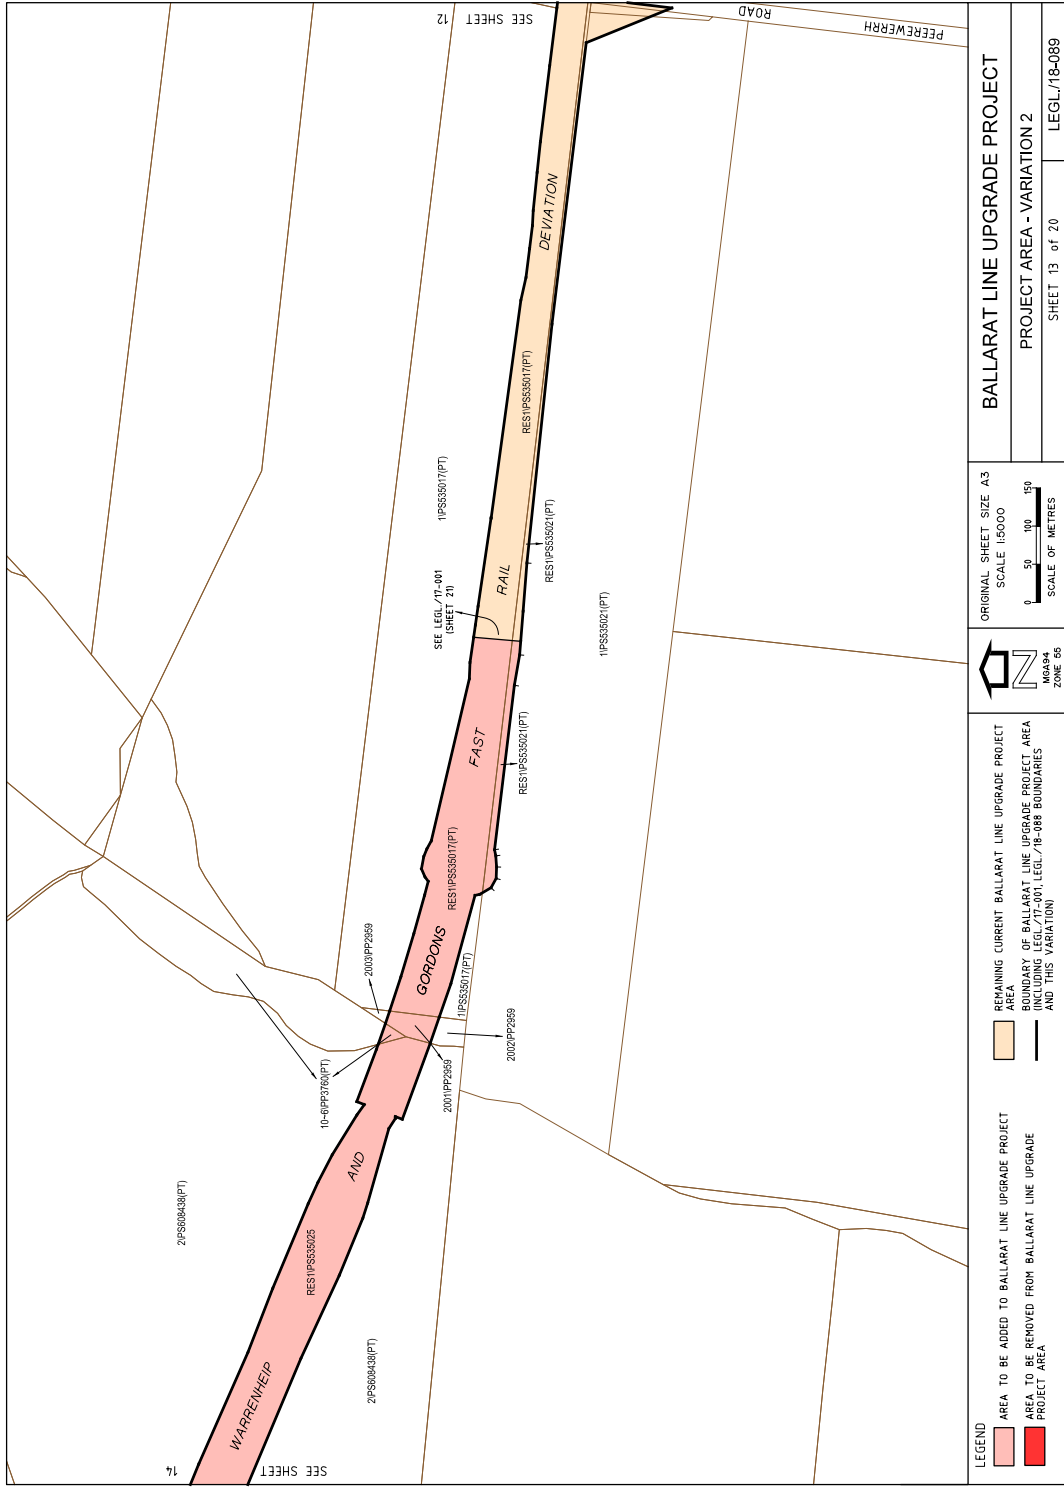 SEE SHEET
14
SEE SHEET
12
WARRENHEIP
AND
GORDONS
FAST
RAIL
DEVIATION
PEEREWERRH
ROAD
2\PS608438(PT)
2\PS608438(PT)
RES1\PS535025
10~6\PP3760(PT)
2003\PP2959
2001\PP2959
2002\PP2959
1\PS535017(PT)
RES1\PS535017(PT)
RES1\PS535021(PT)
SEE LEGL./17-001
(SHEET 21)
1\PS535017(PT)
RES1\PS535017(PT)
RES1\PS535021(PT)
1\PS535021(PT)
LEGEND
AREA TO BE ADDED TO BALLARAT LINE UPGRADE PROJECT
AREA TO BE REMOVED FROM BALLARAT LINE UPGRADE
PROJECT AREA
REMAINING CURRENT BALLARAT LINE UPGRADE PROJECT
AREA
BOUNDARY OF BALLARAT LINE UPGRADE PROJECT AREA
(INCLUDING LEGL./17-001, LEGL./18-088 BOUNDARIES
AND THIS VARIATION)
N
MGA94
ZONE 55
ORIGINAL SHEET SIZE A3
SCALE 1:5000
0 50 100 150
SCALE OF METRES
BALLARAT LINE UPGRADE PROJECT
PROJECT AREA - VARIATION 2
SHEET 13 of 20
LEGL./18-089